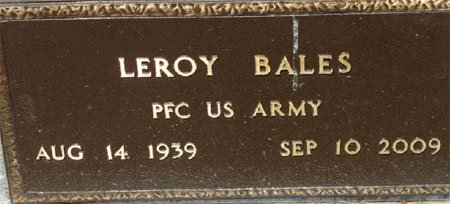 LEROY BALES
PFC US ARMY
AUG 14 1939 SEP 10 2009